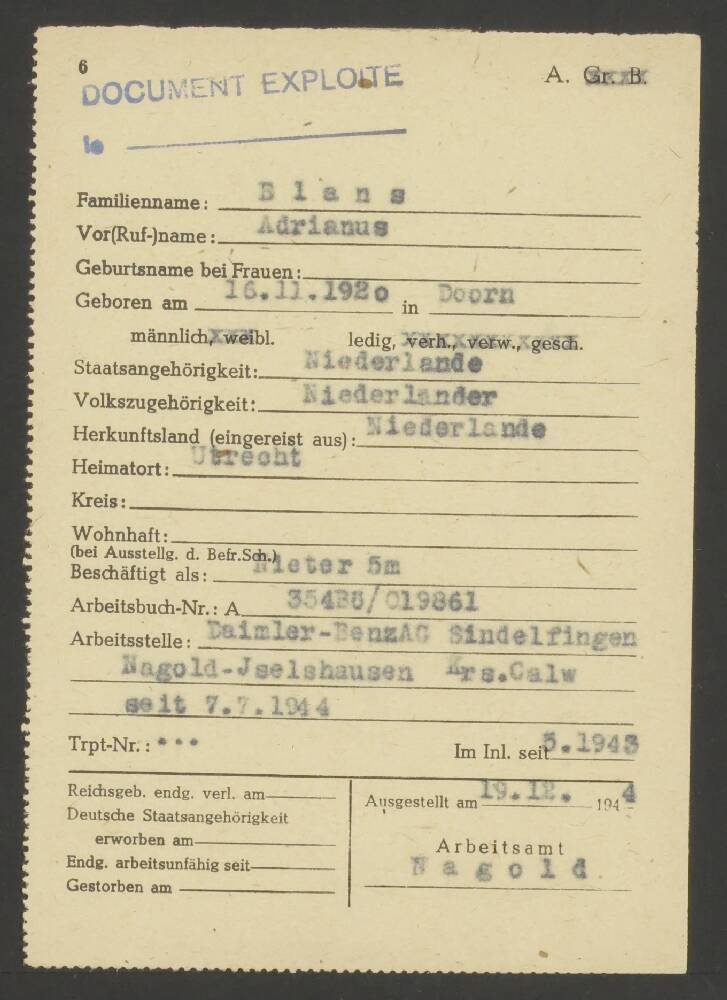 6
DOCUMENT EXPLOITE
A. Gr. B.
le
Familienname: Blans
Vor(Ruf-)name: Adrianus
Geburtsname bei Frauen:
Geboren am 16.11.1920 in Doorn
männlich, weibl. ledig, verh., verw., gesch.
Staatsangehörigkeit: Niederlande
Volkszugehörigkeit: Niederlander
Herkunftsland (eingereist aus): Niederlande
Heimatort: Utrecht
Kreis:
Wohnhaft:
(bei Ausstellg. d. Befr.Sch.)
Beschäftigt als: Nieter 5m
Arbeitsbuch-Nr.: A 354B5/019861
Arbeitsstelle: Daimler-BenzAG Sindelfingen
Nagold-Jselshausen Krs.Calw
seit 7.7.1944
Trpt-Nr.: ... Im Inl. seit 5.1943
Reichsgeb. endg. verl. am
Deutsche Staatsangehörigkeit
erworben am
Endg. arbeitsunfähig seit
Gestorben am
Ausgestellt am 19.12. 1944
Arbeitsamt
Nagold